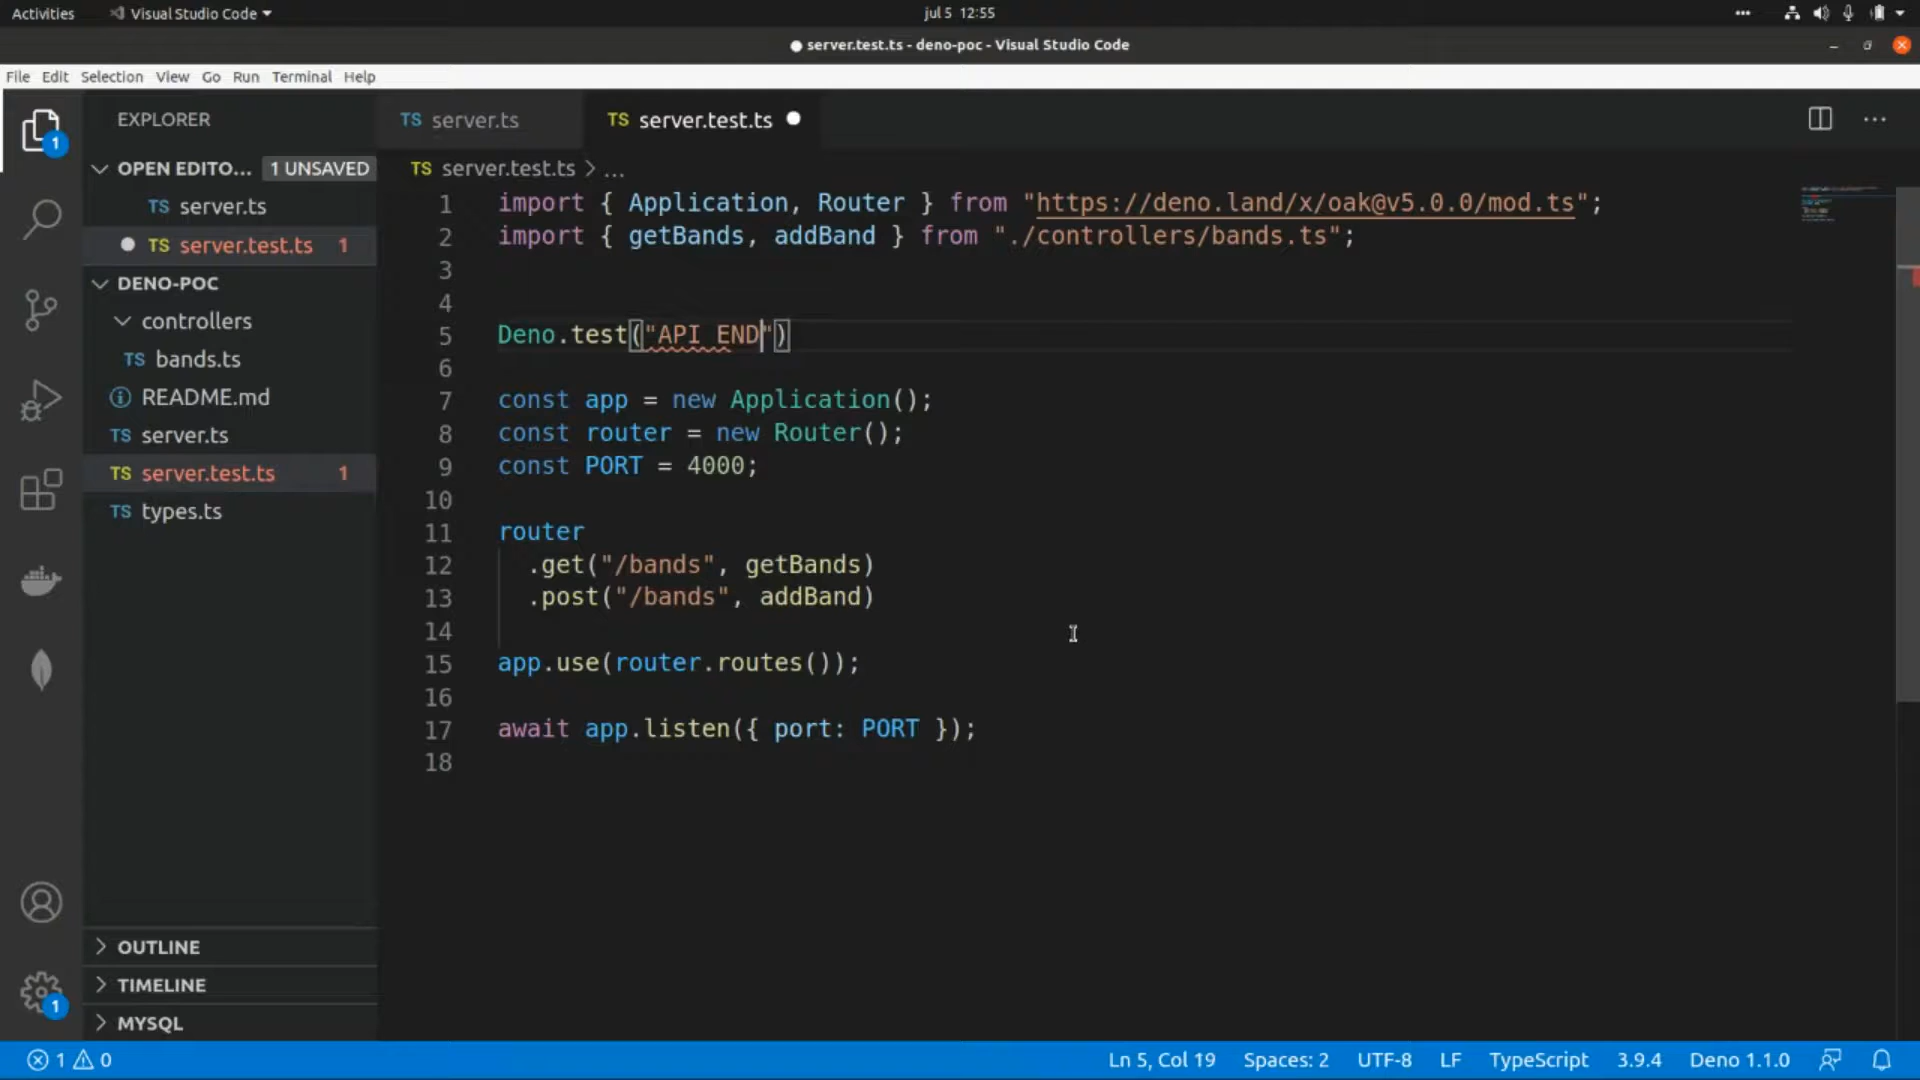 Activities Visual Studio Code jul 5 12:55
● server.test.ts - deno-poc - Visual Studio Code
File Edit Selection View Go Run Terminal Help
EXPLORER
OPEN EDITO... 1 UNSAVED
TS server.ts
TS server.test.ts 1
DENO-POC
controllers
TS bands.ts
README.md
TS server.ts
TS server.test.ts 1
TS types.ts
OUTLINE
TIMELINE
MYSQL
1
1
TS server.ts TS server.test.ts
TS server.test.ts > ...
1 import { Application, Router } from "https://deno.land/x/oak@v5.0.0/mod.ts";
2 import { getBands, addBand } from "./controllers/bands.ts";
3
4
5 Deno.test("API END")
6
7 const app = new Application();
8 const router = new Router();
9 const PORT = 4000;
10
11 router
12 .get("/bands", getBands)
13 .post("/bands", addBand)
14
15 app.use(router.routes());
16
17 await app.listen({ port: PORT });
18
1 0 Ln 5, Col 19 Spaces: 2 UTF-8 LF TypeScript 3.9.4 Deno 1.1.0